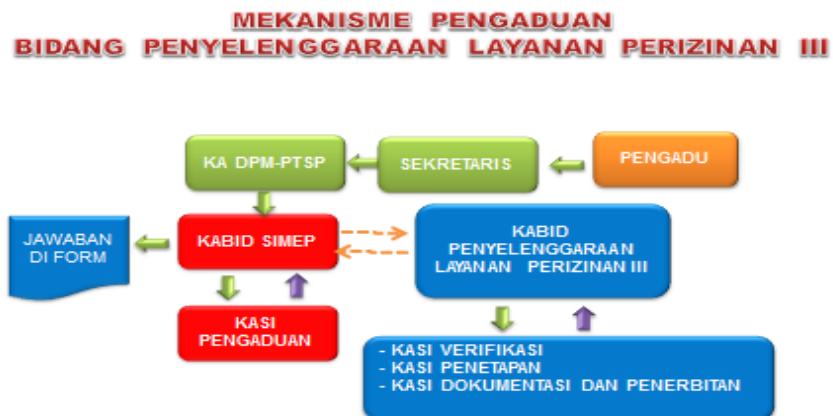 MEKANISME PENGADUAN
BIDANG PENYELENGGARAAN LAYANAN PERIZINAN III
KA DPM-PTSP
SEKRETARIS
PENGADU
JAWABAN
DI FORM
KABID SIMEP
KABID
PENYELENGGARAAN
LAYANAN PERIZINAN III
KASI
PENGADUAN
- KASI VERIFIKASI
- KASI PENETAPAN
- KASI DOKUMENTASI DAN PENERBITAN